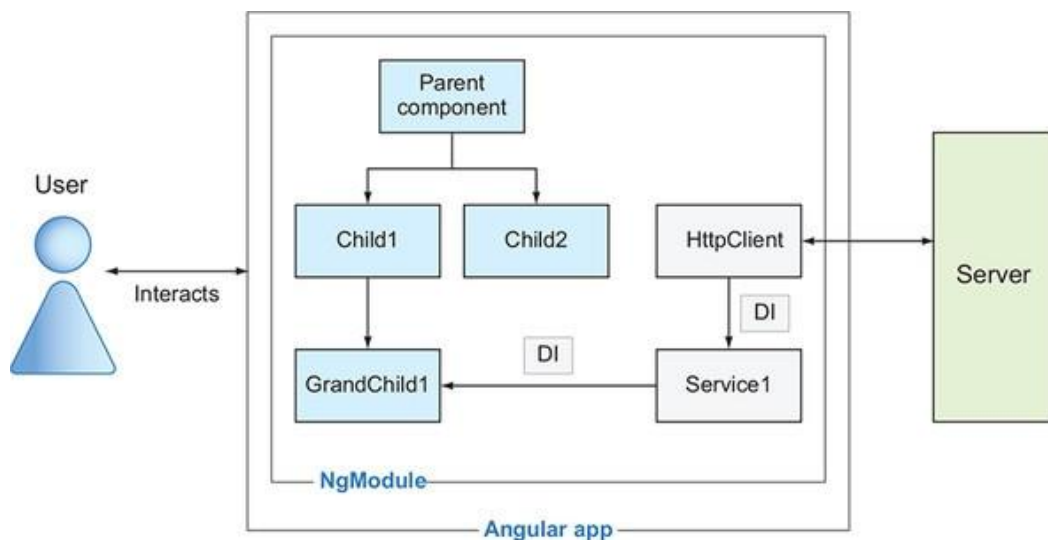 Parent
component
User
Child1
Child2
HttpClient
Interacts
Server
DI
DI
GrandChild1
Service1
NgModule
Angular app